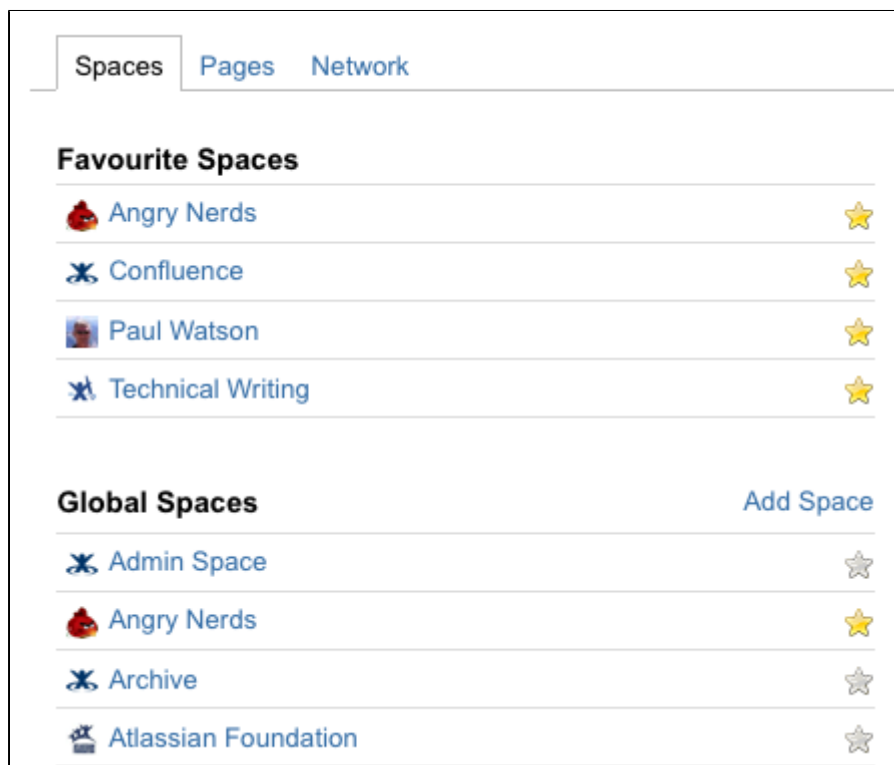 Spaces Pages Network
Favourite Spaces
Angry Nerds
Confluence
Paul Watson
Technical Writing
Global Spaces Add Space
Admin Space
Angry Nerds
Archive
Atlassian Foundation